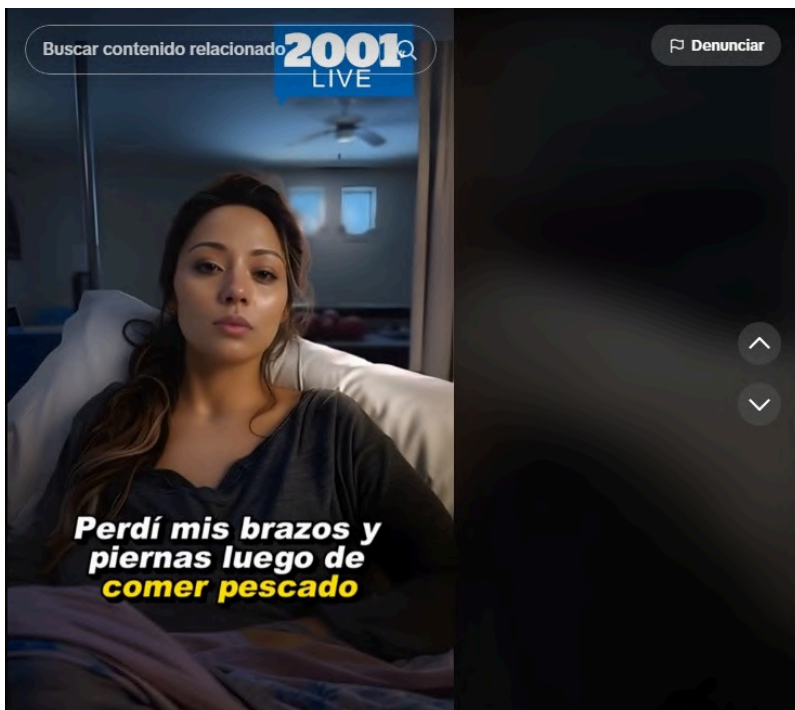 Buscar contenido relacionado
2001
LIVE
Denunciar
Perdí mis brazos y
piernas luego de
comer pescado